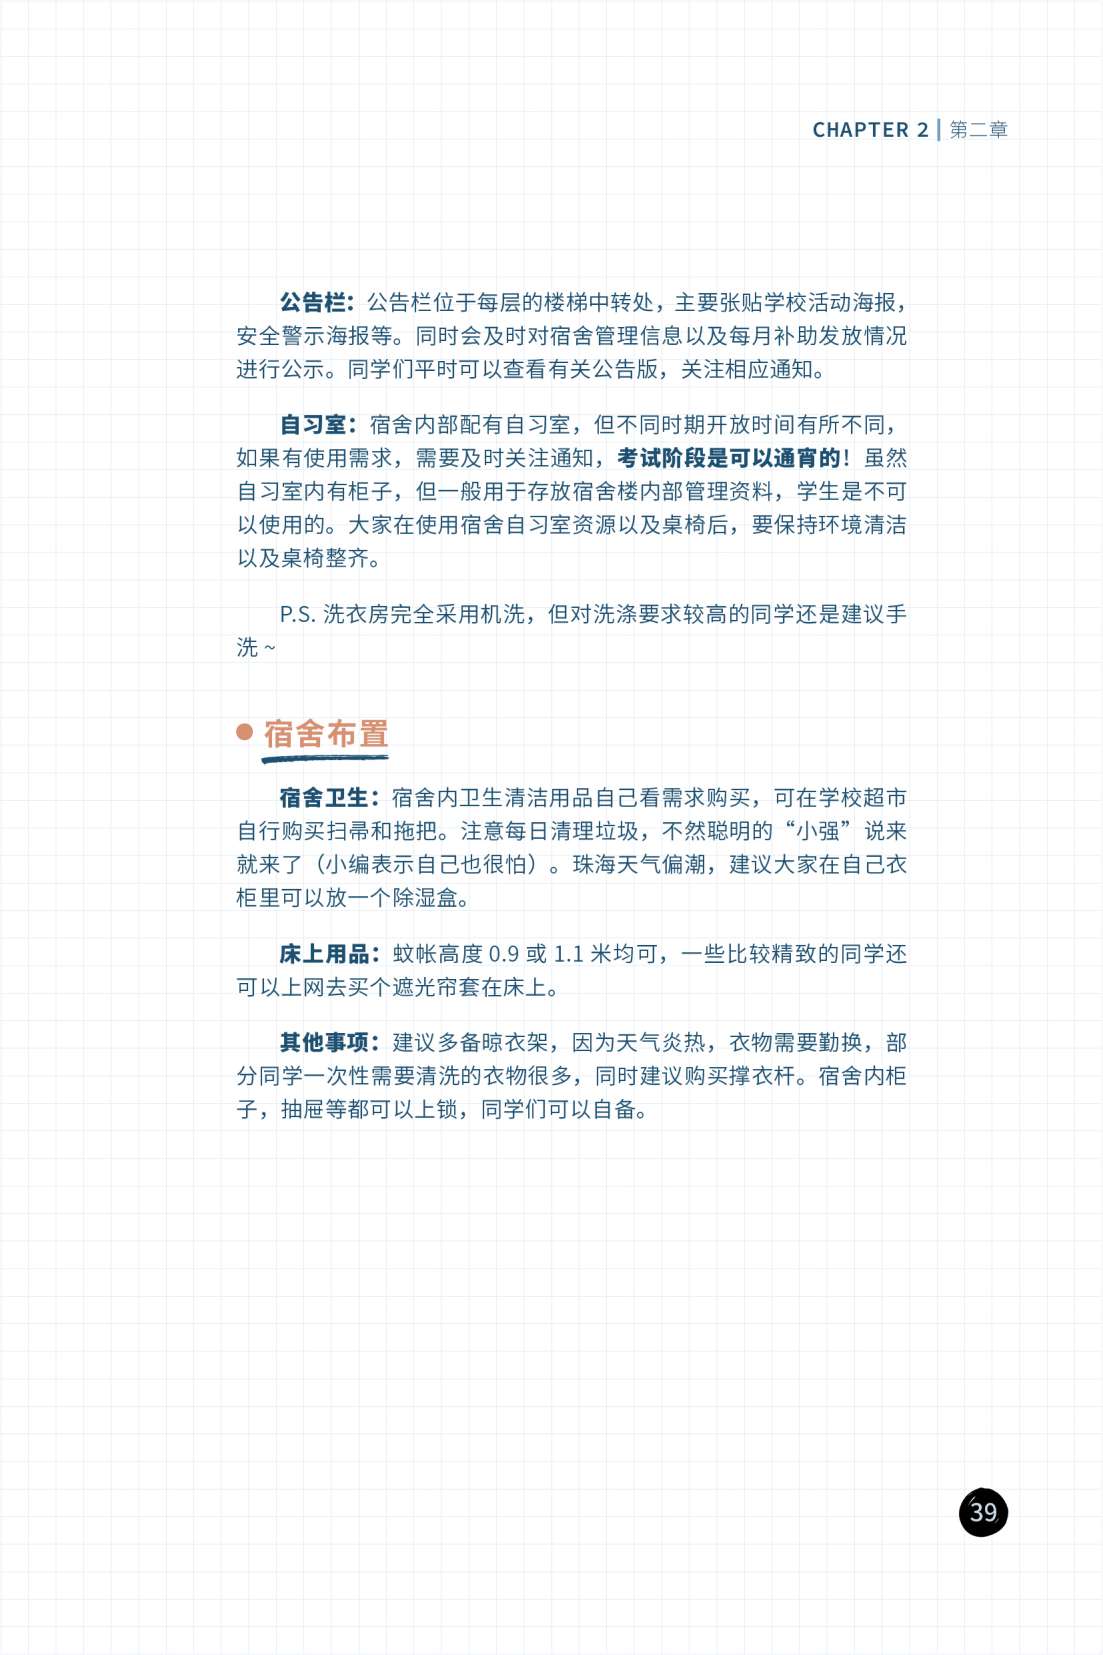 CHAPTER 2 | 第二章
公告栏：公告栏位于每层的楼梯中转处，主要张贴学校活动海报，
安全警示海报等。同时会及时对宿舍管理信息以及每月补助发放情况
进行公示。同学们平时可以查看有关公告版，关注相应通知。
自习室：宿舍内部配有自习室，但不同时期开放时间有所不同，
如果有使用需求，需要及时关注通知，考试阶段是可以通宵的！虽然
自习室内有柜子，但一般用于存放宿舍楼内部管理资料，学生是不可
以使用的。大家在使用宿舍自习室资源以及桌椅后，要保持环境清洁
以及桌椅整齐。
P.S. 洗衣房完全采用机洗，但对洗涤要求较高的同学还是建议手
洗 ~
宿舍布置
宿舍卫生：宿舍内卫生清洁用品自己看需求购买，可在学校超市
自行购买扫帚和拖把。注意每日清理垃圾，不然聪明的“小强”说来
就来了（小编表示自己也很怕）。珠海天气偏潮，建议大家在自己衣
柜里可以放一个除湿盒。
床上用品：蚊帐高度 0.9 或 1.1 米均可，一些比较精致的同学还
可以上网去买个遮光帘套在床上。
其他事项：建议多备晾衣架，因为天气炎热，衣物需要勤换，部
分同学一次性需要清洗的衣物很多，同时建议购买撑衣杆。宿舍内柜
子，抽屉等都可以上锁，同学们可以自备。
39